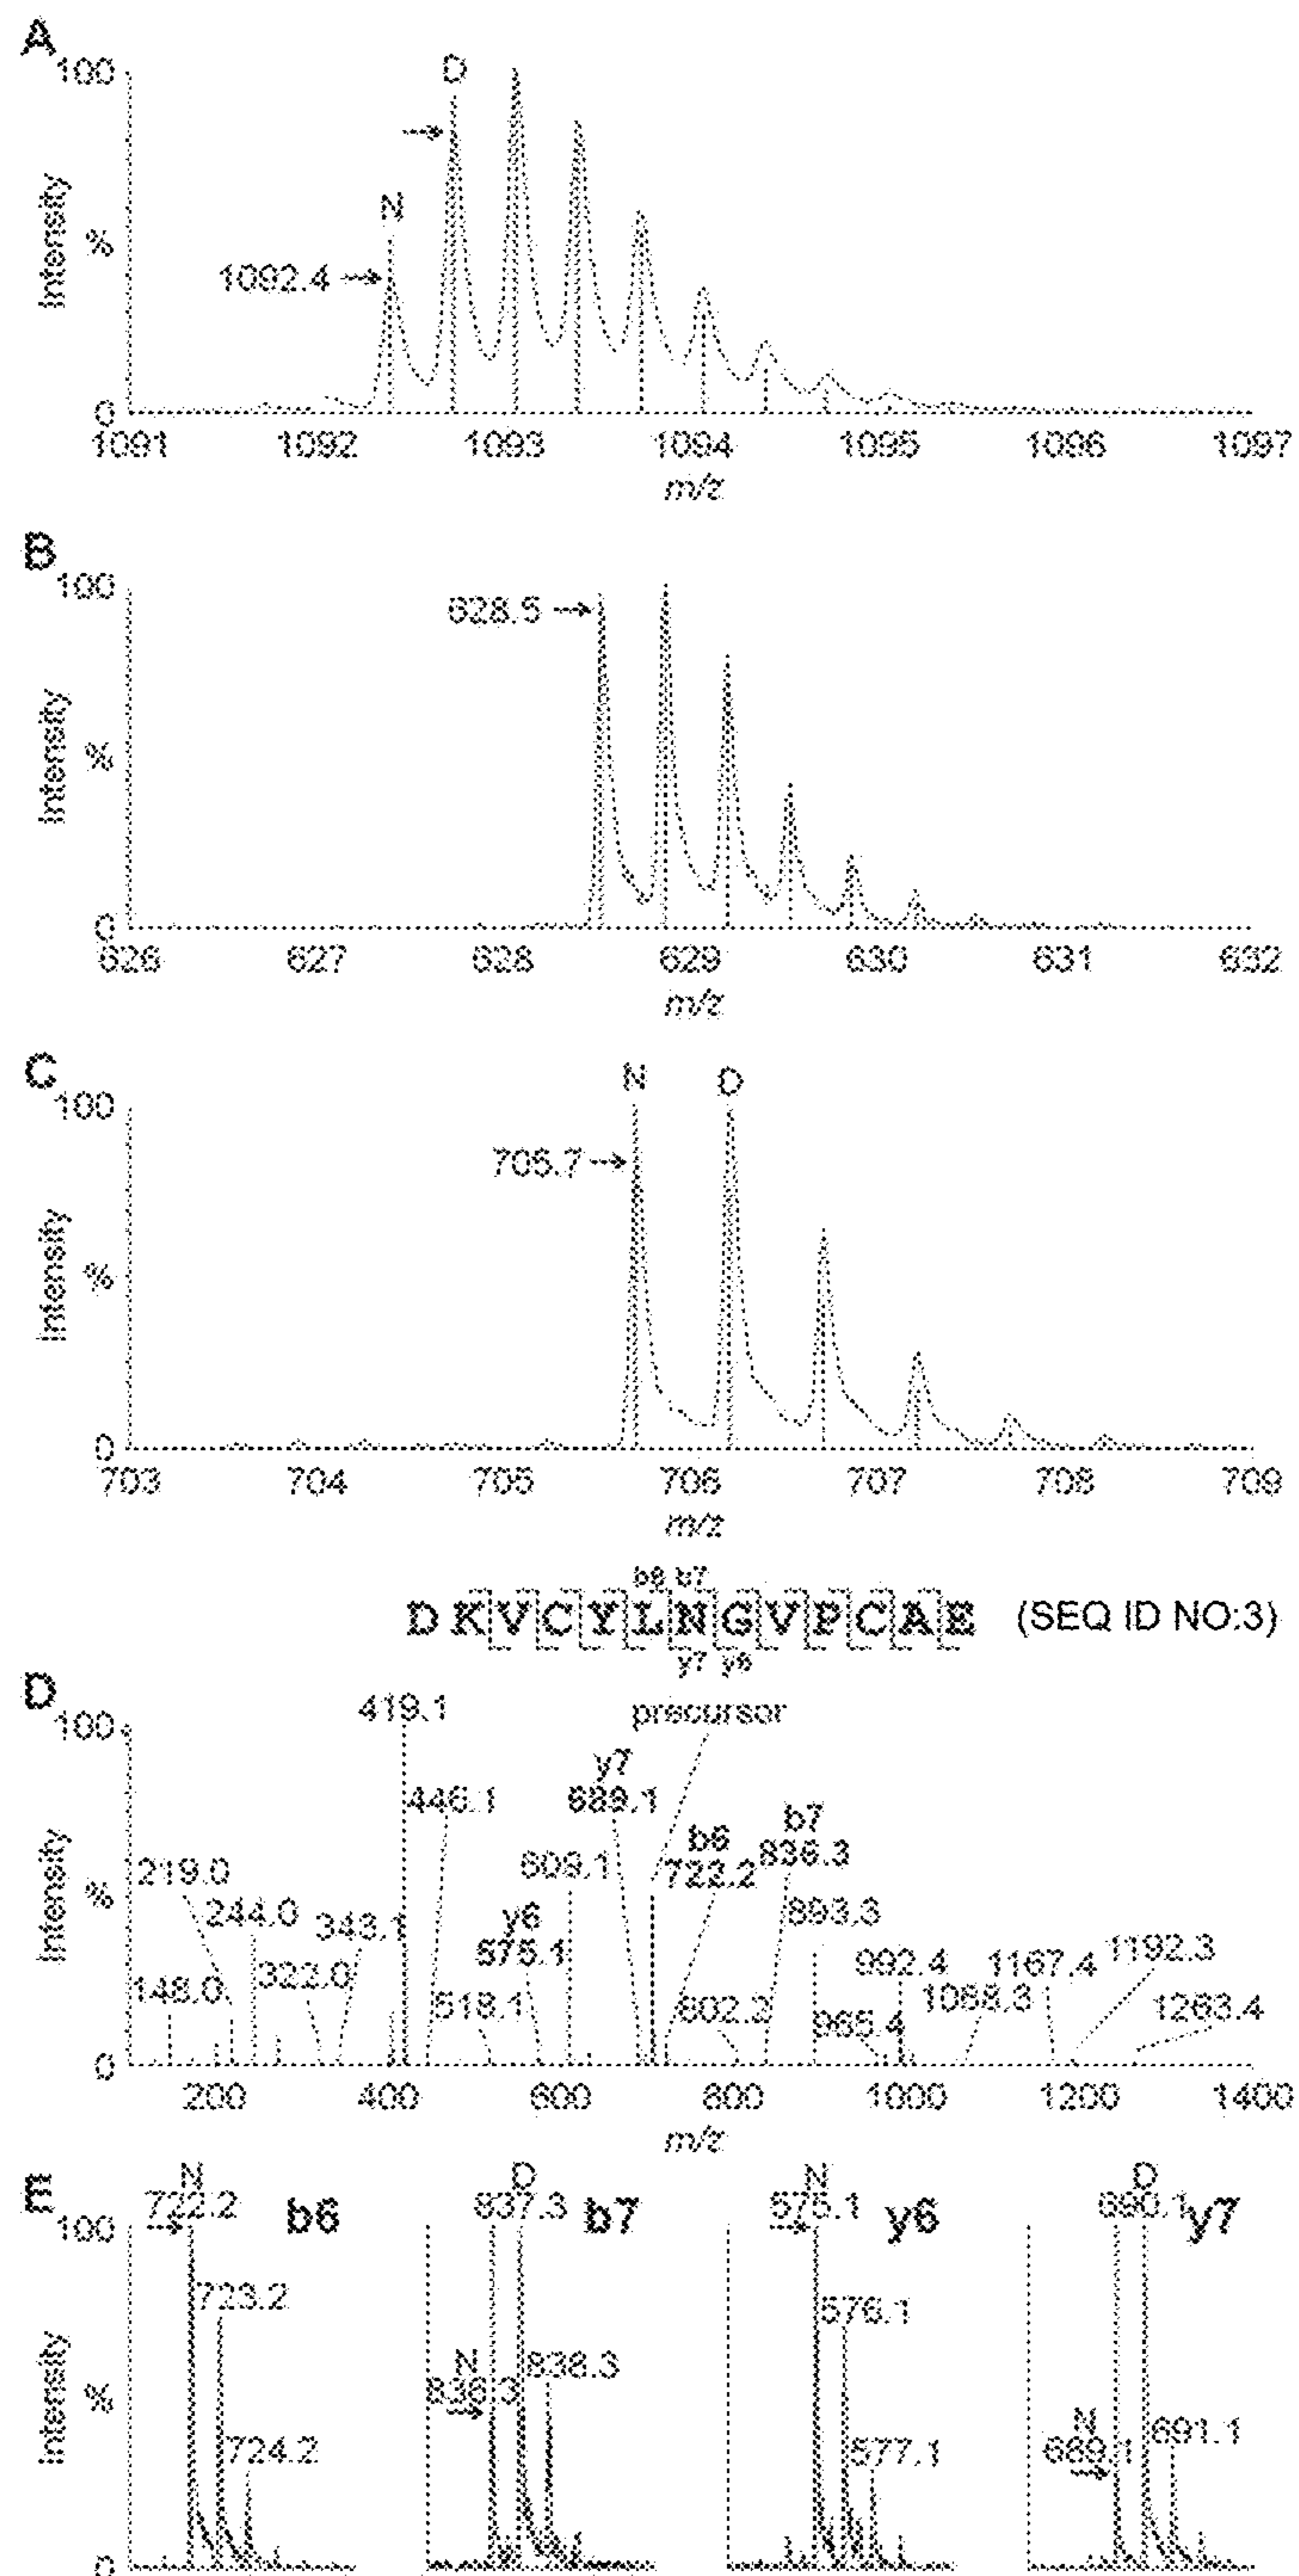 A
100
D
N
1092.4
Intensity
%
0
1091 1092 1093 1094 1095 1096 1097
m/z
B
100
628.5
Intensity
%
0
626 627 628 629 630 631 632
m/z
C
100
N D
705.7
Intensity
%
0
703 704 705 706 707 708 709
m/z
b6 b7
DKVCYLNGVPCAE (SEQ ID NO:3)
y7 y6
D
100
419.1
precursor
y7
689.1
446.1
b7
836.3
b6
722.2
219.0
609.1
244.0
343.1
y6
575.1
893.3
322.0
148.0
518.1
802.2
992.4
965.4
1167.4
1068.3
1192.3
1263.4
Intensity
%
0
200 400 600 800 1000 1200 1400
m/z
E
100
N
722.2
b6
723.2
724.2
D
837.3
b7
N
836.3
838.3
N
575.1
y6
576.1
577.1
D
690.1
y7
N
689.1
691.1
Intensity
%
0